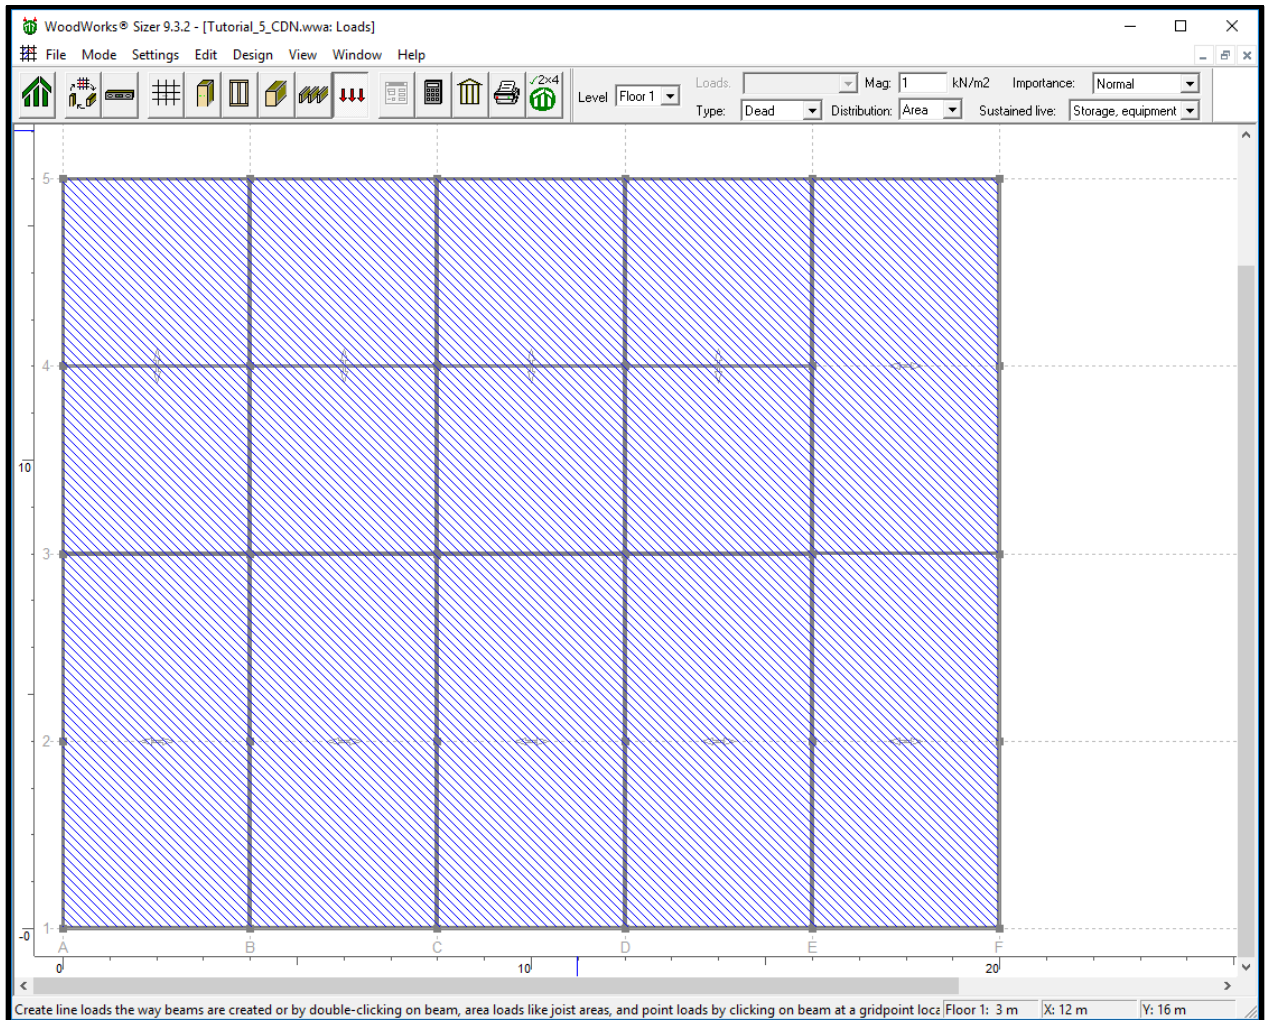 WoodWorks® Sizer 9.3.2 - [Tutorial_5_CDN.wwa: Loads]
File Mode Settings Edit Design View Window Help
✓2×4
Level Floor 1
Loads: Mag: 1 kN/m2 Importance: Normal
Type: Dead Distribution: Area Sustained live: Storage, equipment
5
4
10
3
2
1
-0
A B C D E F
0 10 20
Create line loads the way beams are created or by double-clicking on beam, area loads like joist areas, and point loads by clicking on beam at a gridpoint loca Floor 1: 3 m X: 12 m Y: 16 m